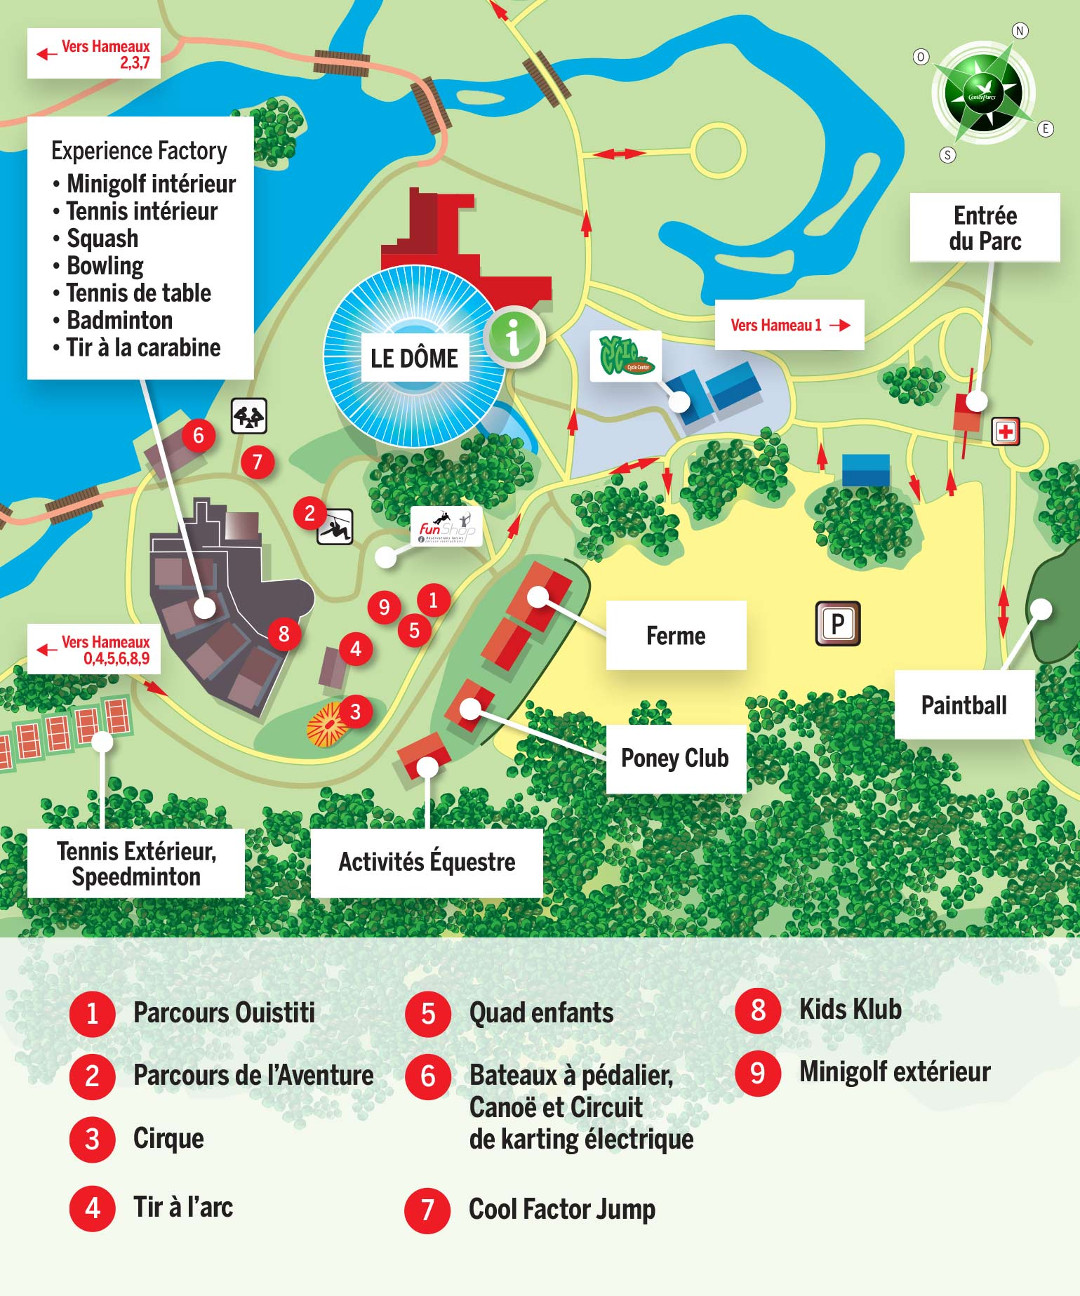 Vers Hameaux
2,3,7
N
O
E
S
CenterParcs
Experience Factory
• Minigolf intérieur
• Tennis intérieur
• Squash
• Bowling
• Tennis de table
• Badminton
• Tir à la carabine
Entrée
du Parc
Vers Hameau 1
i
LE DÔME
Cycle Center
6
7
2
FunShop
9
1
5
8
4
3
P
Ferme
Vers Hameaux
0,4,5,6,8,9
Paintball
Poney Club
Tennis Extérieur,
Speedminton
Activités Équestre
1 Parcours Ouistiti
2 Parcours de l'Aventure
3 Cirque
4 Tir à l'arc
5 Quad enfants
6 Bateaux à pédalier,
Canoë et Circuit
de karting électrique
7 Cool Factor Jump
8 Kids Klub
9 Minigolf extérieur